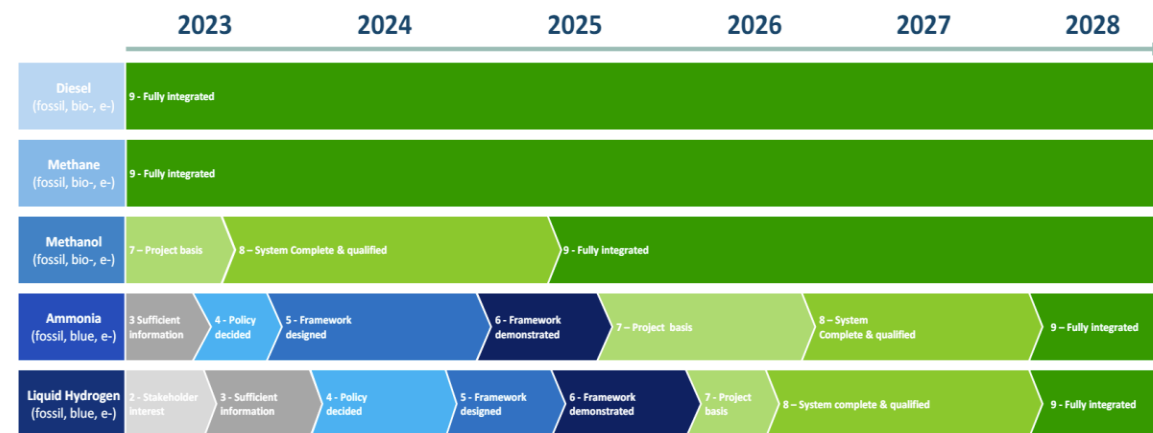 2023 2024 2025 2026 2027 2028
Diesel
(fossil, bio-, e-)
9 - Fully integrated
Methane
(fossil, bio-, e-)
9 - Fully integrated
Methanol
(fossil, bio-, e-)
7 – Project basis
8 – System Complete & qualified
9 - Fully integrated
Ammonia
(fossil, blue, e-)
3 Sufficient
information
4 - Policy
decided
5 - Framework
designed
6 - Framework
demonstrated
7 – Project basis
8 – System
Complete & qualified
9 – Fully integrated
Liquid Hydrogen
(fossil, blue, e-)
2 - Stakeholder
interest
3 - Sufficient
information
4 - Policy
decided
5 - Framework
designed
6 - Framework
demonstrated
7 - Project
basis
8 – System complete & qualified
9 - Fully integrated